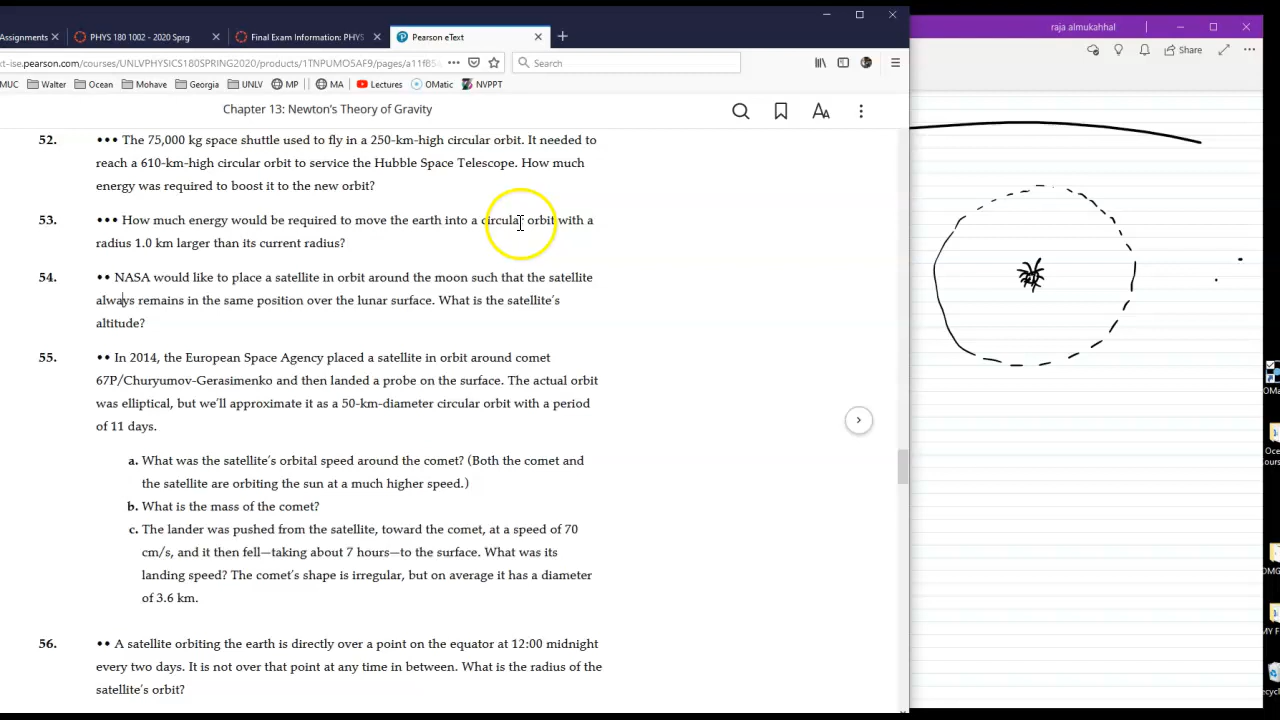 raja almukahhal
Assignments
PHYS 180 1002 - 2020 Sprg
Final Exam Information: PHYS
Pearson eText
t-ise.pearson.com/courses/UNLVPHYSICS180SPRING2020/products/1TNPUMO5AF9/pages/a11fb5
Search
Share
MUC
Walter
Ocean
Mohave
Georgia
UNLV
MP
MA
Lectures
OMatic
NVPPT
Chapter 13: Newton's Theory of Gravity
52. ••• The 75,000 kg space shuttle used to fly in a 250-km-high circular orbit. It needed to
reach a 610-km-high circular orbit to service the Hubble Space Telescope. How much
energy was required to boost it to the new orbit?
53. ••• How much energy would be required to move the earth into a circular orbit with a
radius 1.0 km larger than its current radius?
54. •• NASA would like to place a satellite in orbit around the moon such that the satellite
always remains in the same position over the lunar surface. What is the satellite's
altitude?
55. •• In 2014, the European Space Agency placed a satellite in orbit around comet
67P/Churyumov-Gerasimenko and then landed a probe on the surface. The actual orbit
was elliptical, but we'll approximate it as a 50-km-diameter circular orbit with a period
of 11 days.
a. What was the satellite's orbital speed around the comet? (Both the comet and
the satellite are orbiting the sun at a much higher speed.)
b. What is the mass of the comet?
c. The lander was pushed from the satellite, toward the comet, at a speed of 70
cm/s, and it then fell—taking about 7 hours—to the surface. What was its
landing speed? The comet's shape is irregular, but on average it has a diameter
of 3.6 km.
56. •• A satellite orbiting the earth is directly over a point on the equator at 12:00 midnight
every two days. It is not over that point at any time in between. What is the radius of the
satellite's orbit?
OMa
Oce
ours
OMG
MY F
ecyc